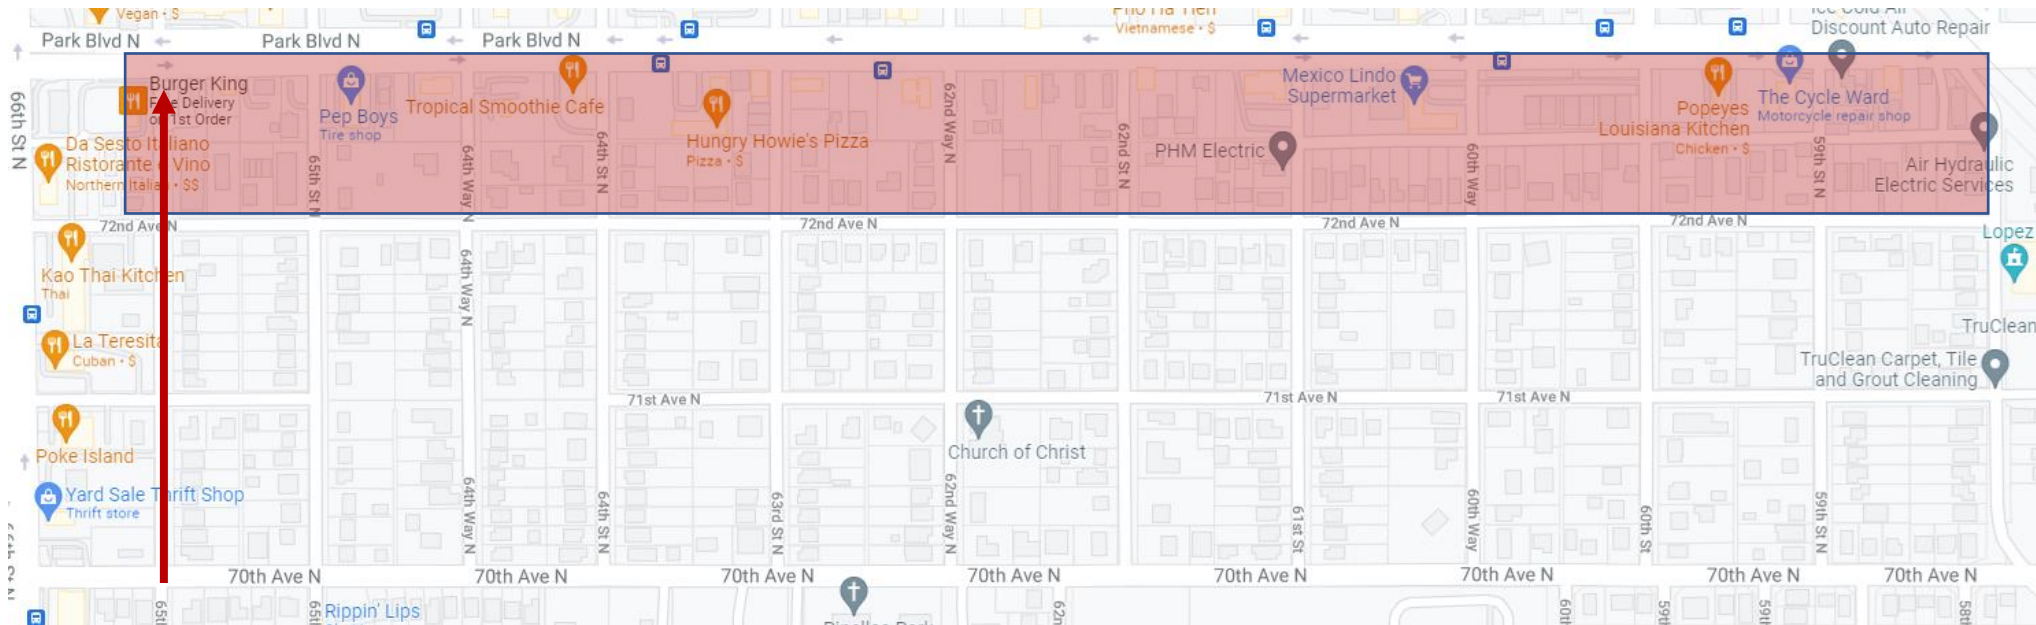 Vegan • $
Vietnamese • $
Discount Auto Repair
Park Blvd N
Park Blvd N
Park Blvd N
66th St N
Burger King
Free Delivery
on 1st Order
Pep Boys
Tire shop
Tropical Smoothie Cafe
Hungry Howie's Pizza
Pizza • $
62nd Way N
Mexico Lindo
Supermarket
Popeyes
Louisiana Kitchen
Chicken • $
The Cycle Ward
Motorcycle repair shop
Da Sesto Italiano
Ristorante e Vino
Northern Italian • $$
65th St N
64th Way N
64th St N
62nd St N
PHM Electric
60th Way
59th St N
Air Hydraulic
Electric Services
72nd Ave N
72nd Ave N
72nd Ave N
72nd Ave N
Lopez
Kao Thai Kitchen
Thai
64th Way N
La Teresita
Cuban • $
TruClean
TruClean Carpet, Tile
and Grout Cleaning
71st Ave N
71st Ave N
71st Ave N
Poke Island
Church of Christ
Yard Sale Thrift Shop
Thrift store
64th Way N
64th St N
63rd St N
62nd Way N
61st St
60th Way
60th St
59th St N
70th Ave N
70th Ave N
70th Ave N
70th Ave N
70th Ave N
70th Ave N
70th Ave N
70th Ave N
Rippin' Lips